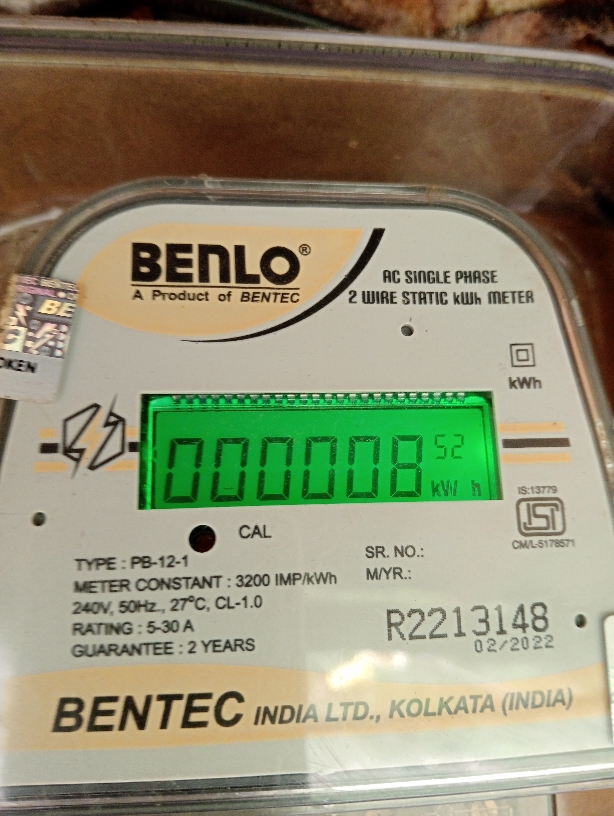 BENLO®
A Product of BENTEC
AC SINGLE PHASE
2 WIRE STATIC kWh METER
BE
OKEN
kWh
000008 52
kW h
IS:13779
ISI
CM/L-5178571
CAL
TYPE : PB-12-1
METER CONSTANT : 3200 IMP/kWh
240V, 50Hz., 27°C, CL-1.0
RATING : 5-30 A
GUARANTEE : 2 YEARS
SR. NO.:
M/YR.:
R2213148
02/2022
BENTEC INDIA LTD., KOLKATA (INDIA)